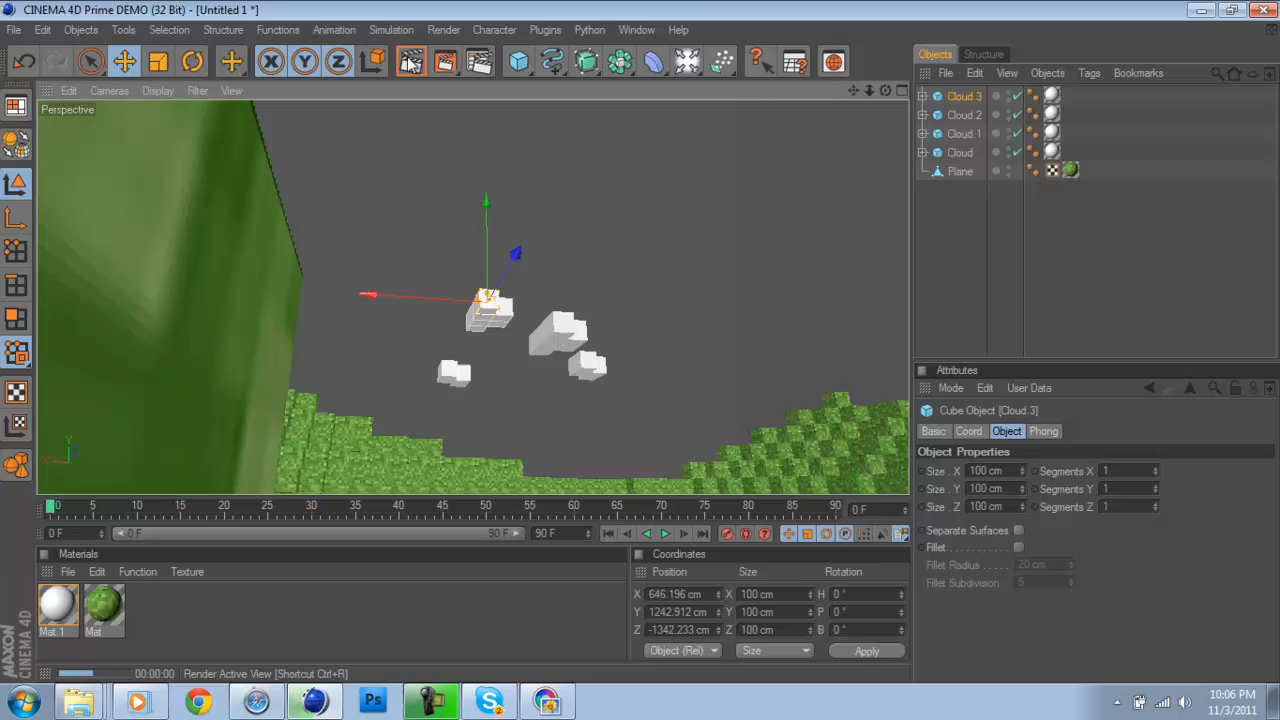 CINEMA 4D Prime DEMO (32 Bit) - [Untitled 1 *]
File Edit Objects Tools Selection Structure Functions Animation Simulation Render Character Plugins Python Window Help
X Y Z
Objects Structure
File Edit View Objects Tags Bookmarks
Edit Cameras Display Filter View
Perspective
Cloud.3
Cloud.2
Cloud.1
Cloud
Plane
Y
Attributes
Mode Edit User Data
Cube Object [Cloud.3]
Basic Coord Object Phong
Object Properties
Size . X 100 cm Segments X 1
Size . Y 100 cm Segments Y 1
Size . Z 100 cm Segments Z 1
Separate Surfaces
Fillet
Fillet Radius 20 cm
Fillet Subdivision 5
0 5 10 15 20 25 30 35 40 45 50 55 60 65 70 75 80 85 90 0 F
0 F 0 F 90 F 90 F
Materials
File Edit Function Texture
Mat.1 Mat
Coordinates
Position Size Rotation
X 646.196 cm X 100 cm H 0 °
Y 1242.912 cm Y 100 cm P 0 °
Z -1342.233 cm Z 100 cm B 0 °
Object (Rel) Size Apply
MAXON CINEMA 4D
00:00:00 Render Active View [Shortcut Ctrl+R]
Ps
10:06 PM
11/3/2011